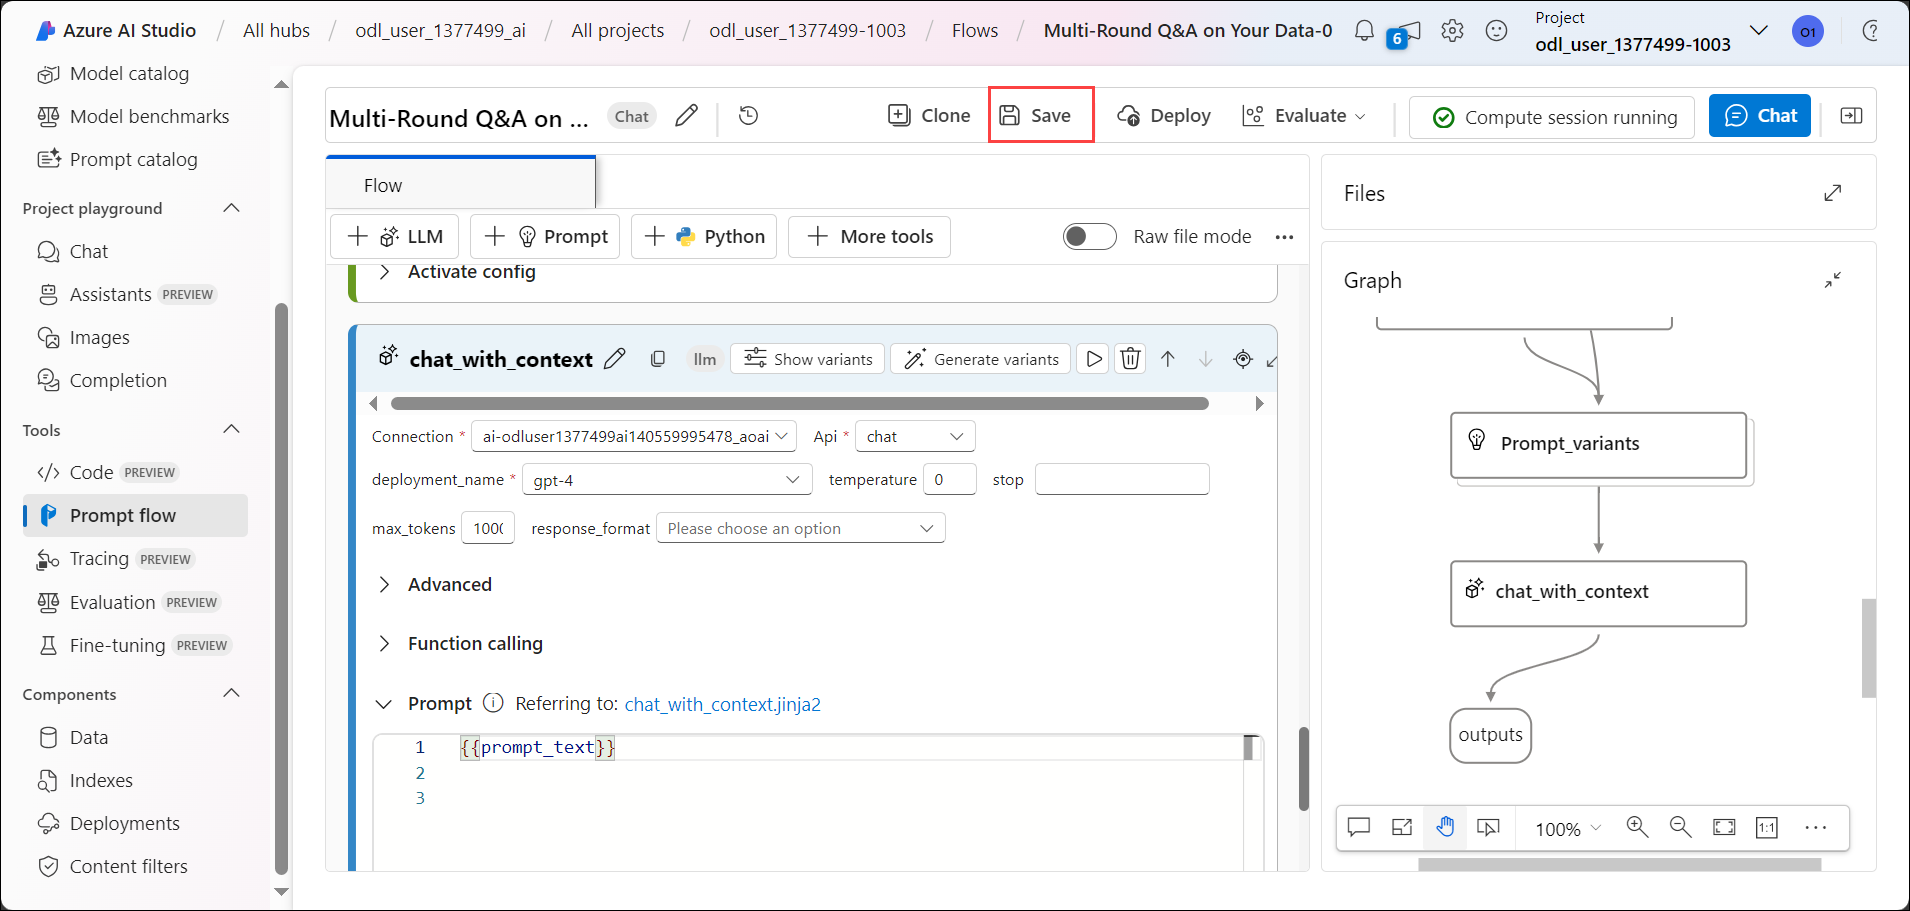 Azure AI Studio / All hubs / odl_user_1377499_ai / All projects / odl_user_1377499-1003 / Flows / Multi-Round Q&A on Your Data-0
6
Project
odl_user_1377499-1003
O1
Model catalog
Model benchmarks
Prompt catalog
Project playground
Chat
Assistants PREVIEW
Images
Completion
Tools
Code PREVIEW
Prompt flow
Tracing PREVIEW
Evaluation PREVIEW
Fine-tuning PREVIEW
Components
Data
Indexes
Deployments
Content filters
Multi-Round Q&A on ... Chat
Clone
Save
Deploy
Evaluate
Compute session running
Chat
Flow
LLM
Prompt
Python
More tools
Raw file mode
Activate config
chat_with_context llm Show variants Generate variants
Connection * ai-odluser1377499ai140559995478_aoai Api * chat
deployment_name * gpt-4 temperature 0 stop
max_tokens 1000 response_format Please choose an option
Advanced
Function calling
Prompt Referring to: chat_with_context.jinja2
1 {{prompt_text}}
2
3
Files
Graph
Prompt_variants
chat_with_context
outputs
100%
1:1